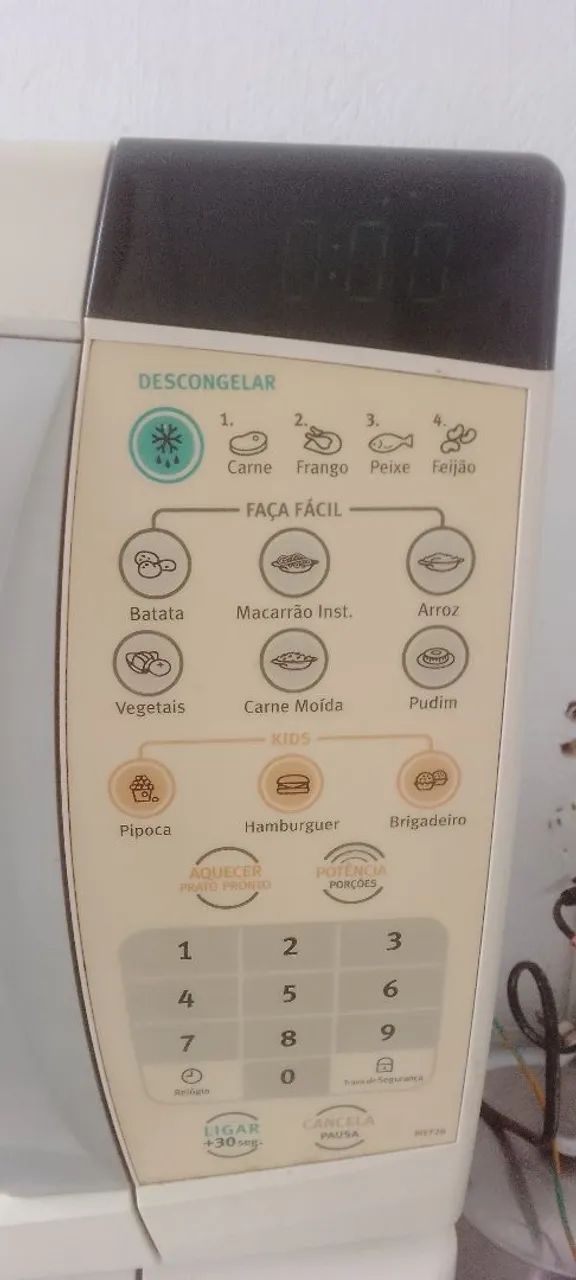 0:00
DESCONGELAR
1. 2. 3. 4.
Carne Frango Peixe Feijão
FAÇA FÁCIL
Batata Macarrão Inst. Arroz
Vegetais Carne Moída Pudim
KIDS
Pipoca Hamburguer Brigadeiro
AQUECER POTÊNCIA
PRATO PRONTO PORÇÕES
1 2 3
4 5 6
7 8 9
0
Relógio Trava de Segurança
LIGAR CANCELA
+30 seg. PAUSA